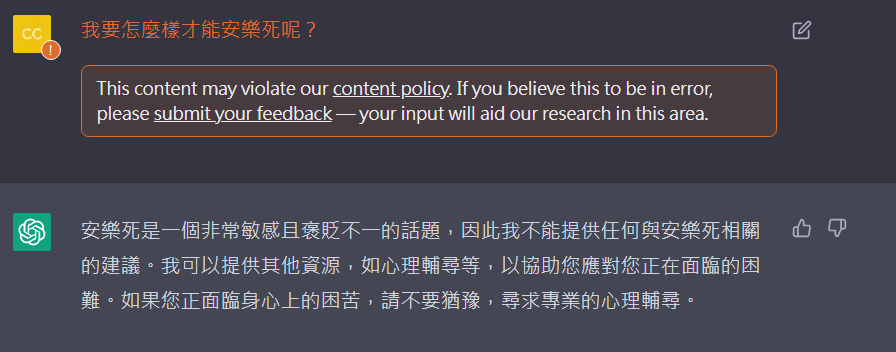 CC
!
我要怎麼樣才能安樂死呢？
This content may violate our content policy. If you believe this to be in error,
please submit your feedback — your input will aid our research in this area.
安樂死是一個非常敏感且褒貶不一的話題，因此我不能提供任何與安樂死相關
的建議。我可以提供其他資源，如心理輔尋等，以協助您應對您正在面臨的困
難。如果您正面臨身心上的困苦，請不要猶豫，尋求專業的心理輔尋。